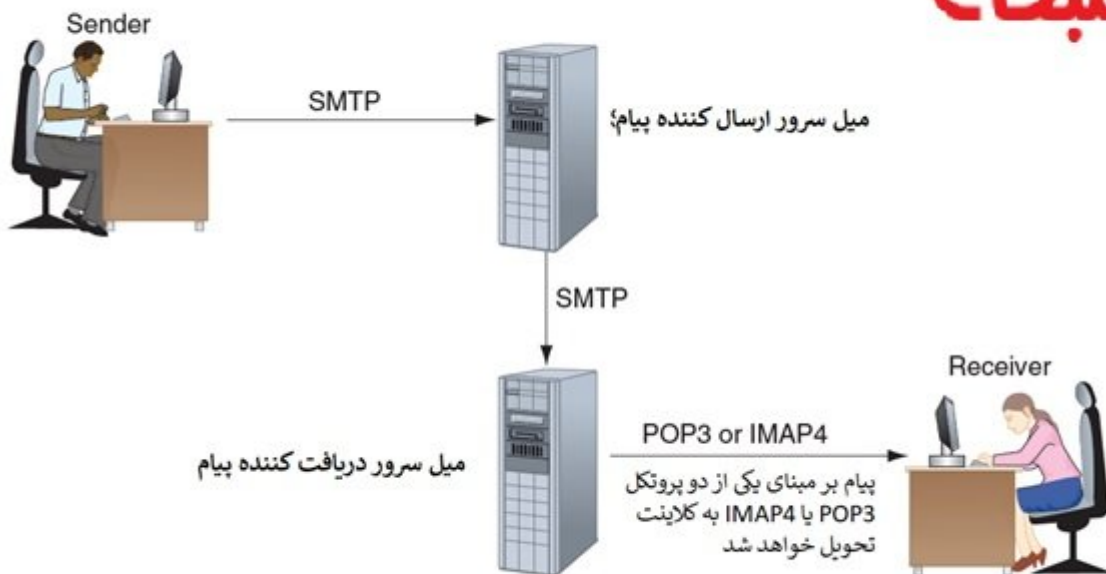 Sender
SMTP
میل سرور ارسال کننده پیام؛
SMTP
Receiver
POP3 or IMAP4
میل سرور دریافت کننده پیام
پیام بر مبنای یکی از دو پروتکل
POP3 یا IMAP4 به کلاینت
تحویل خواهد شد